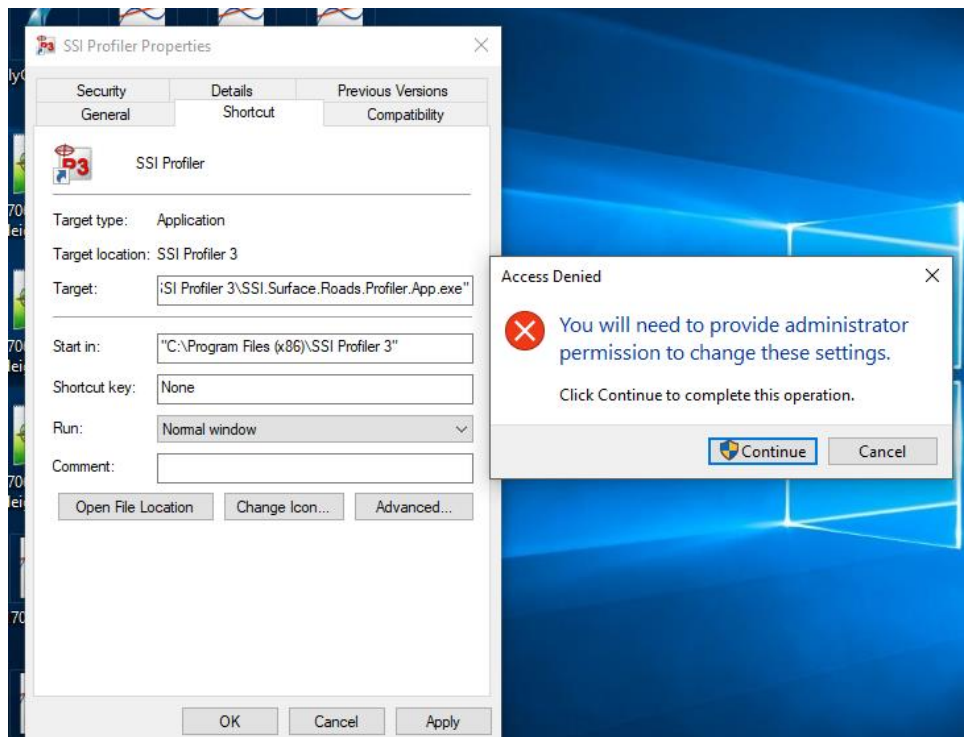 SSI Profiler Properties
Security Details Previous Versions
General Shortcut Compatibility
P3 SSI Profiler
Target type: Application
Target location: SSI Profiler 3
Target: SI Profiler 3\SSI.Surface.Roads.Profiler.App.exe"
Start in: "C:\Program Files (x86)\SSI Profiler 3"
Shortcut key: None
Run: Normal window
Comment:
Open File Location Change Icon... Advanced...
OK Cancel Apply
Access Denied
You will need to provide administrator
permission to change these settings.
Click Continue to complete this operation.
Continue Cancel